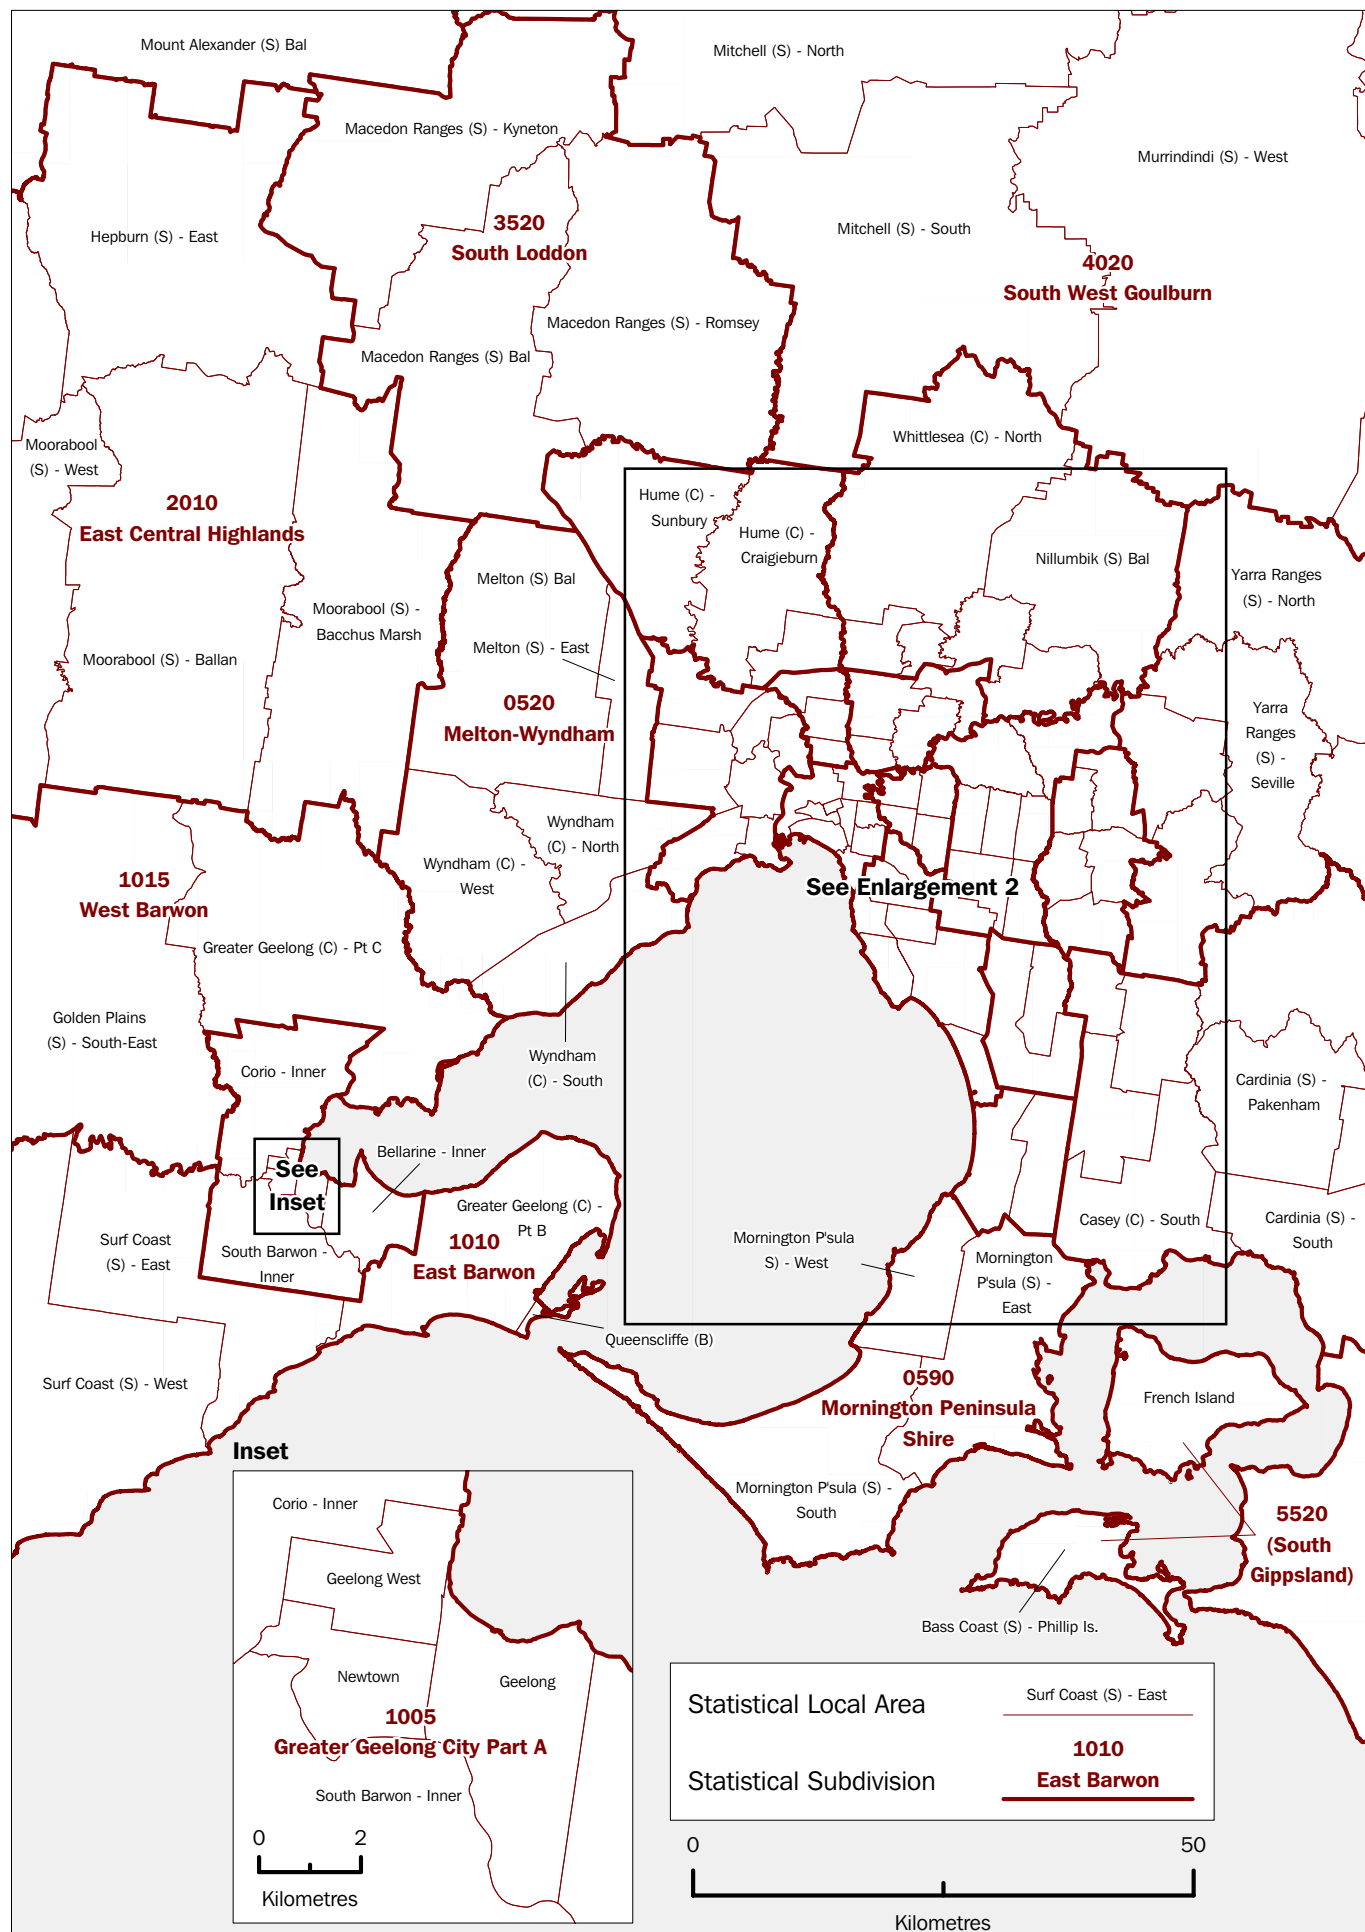 Mount Alexander (S) Bal
Mitchell (S) - North
Macedon Ranges (S) - Kyneton
Murrindindi (S) - West
Hepburn (S) - East
3520
South Loddon
Mitchell (S) - South
4020
South West Goulburn
Macedon Ranges (S) - Romsey
Macedon Ranges (S) Bal
Whittlesea (C) - North
Moorabool
(S) - West
2010
East Central Highlands
Hume (C) -
Sunbury
Hume (C) -
Craigieburn
Nillumbik (S) Bal
Yarra Ranges
(S) - North
Melton (S) Bal
Moorabool (S) -
Bacchus Marsh
Melton (S) - East
Moorabool (S) - Ballan
0520
Melton-Wyndham
Yarra
Ranges
(S) -
Seville
Wyndham
(C) - North
Wyndham (C) -
West
1015
West Barwon
See Enlargement 2
Greater Geelong (C) - Pt C
Golden Plains
(S) - South-East
Wyndham
(C) - South
Corio - Inner
Cardinia (S) -
Pakenham
See
Inset
Bellarine - Inner
Greater Geelong (C) -
Pt B
Casey (C) - South
Cardinia (S) -
South
Surf Coast
(S) - East
South Barwon -
Inner
1010
East Barwon
Mornington P'sula
S) - West
Mornington
P'sula (S) -
East
Queenscliffe (B)
Surf Coast (S) - West
0590
Mornington Peninsula
Shire
French Island
Mornington P'sula (S) -
South
5520
(South
Gippsland)
Bass Coast (S) - Phillip Is.
Inset
Corio - Inner
Geelong West
Newtown
Geelong
1005
Greater Geelong City Part A
South Barwon - Inner
0 2
Kilometres
Statistical Local Area
Surf Coast (S) - East
Statistical Subdivision
1010
East Barwon
0 50
Kilometres